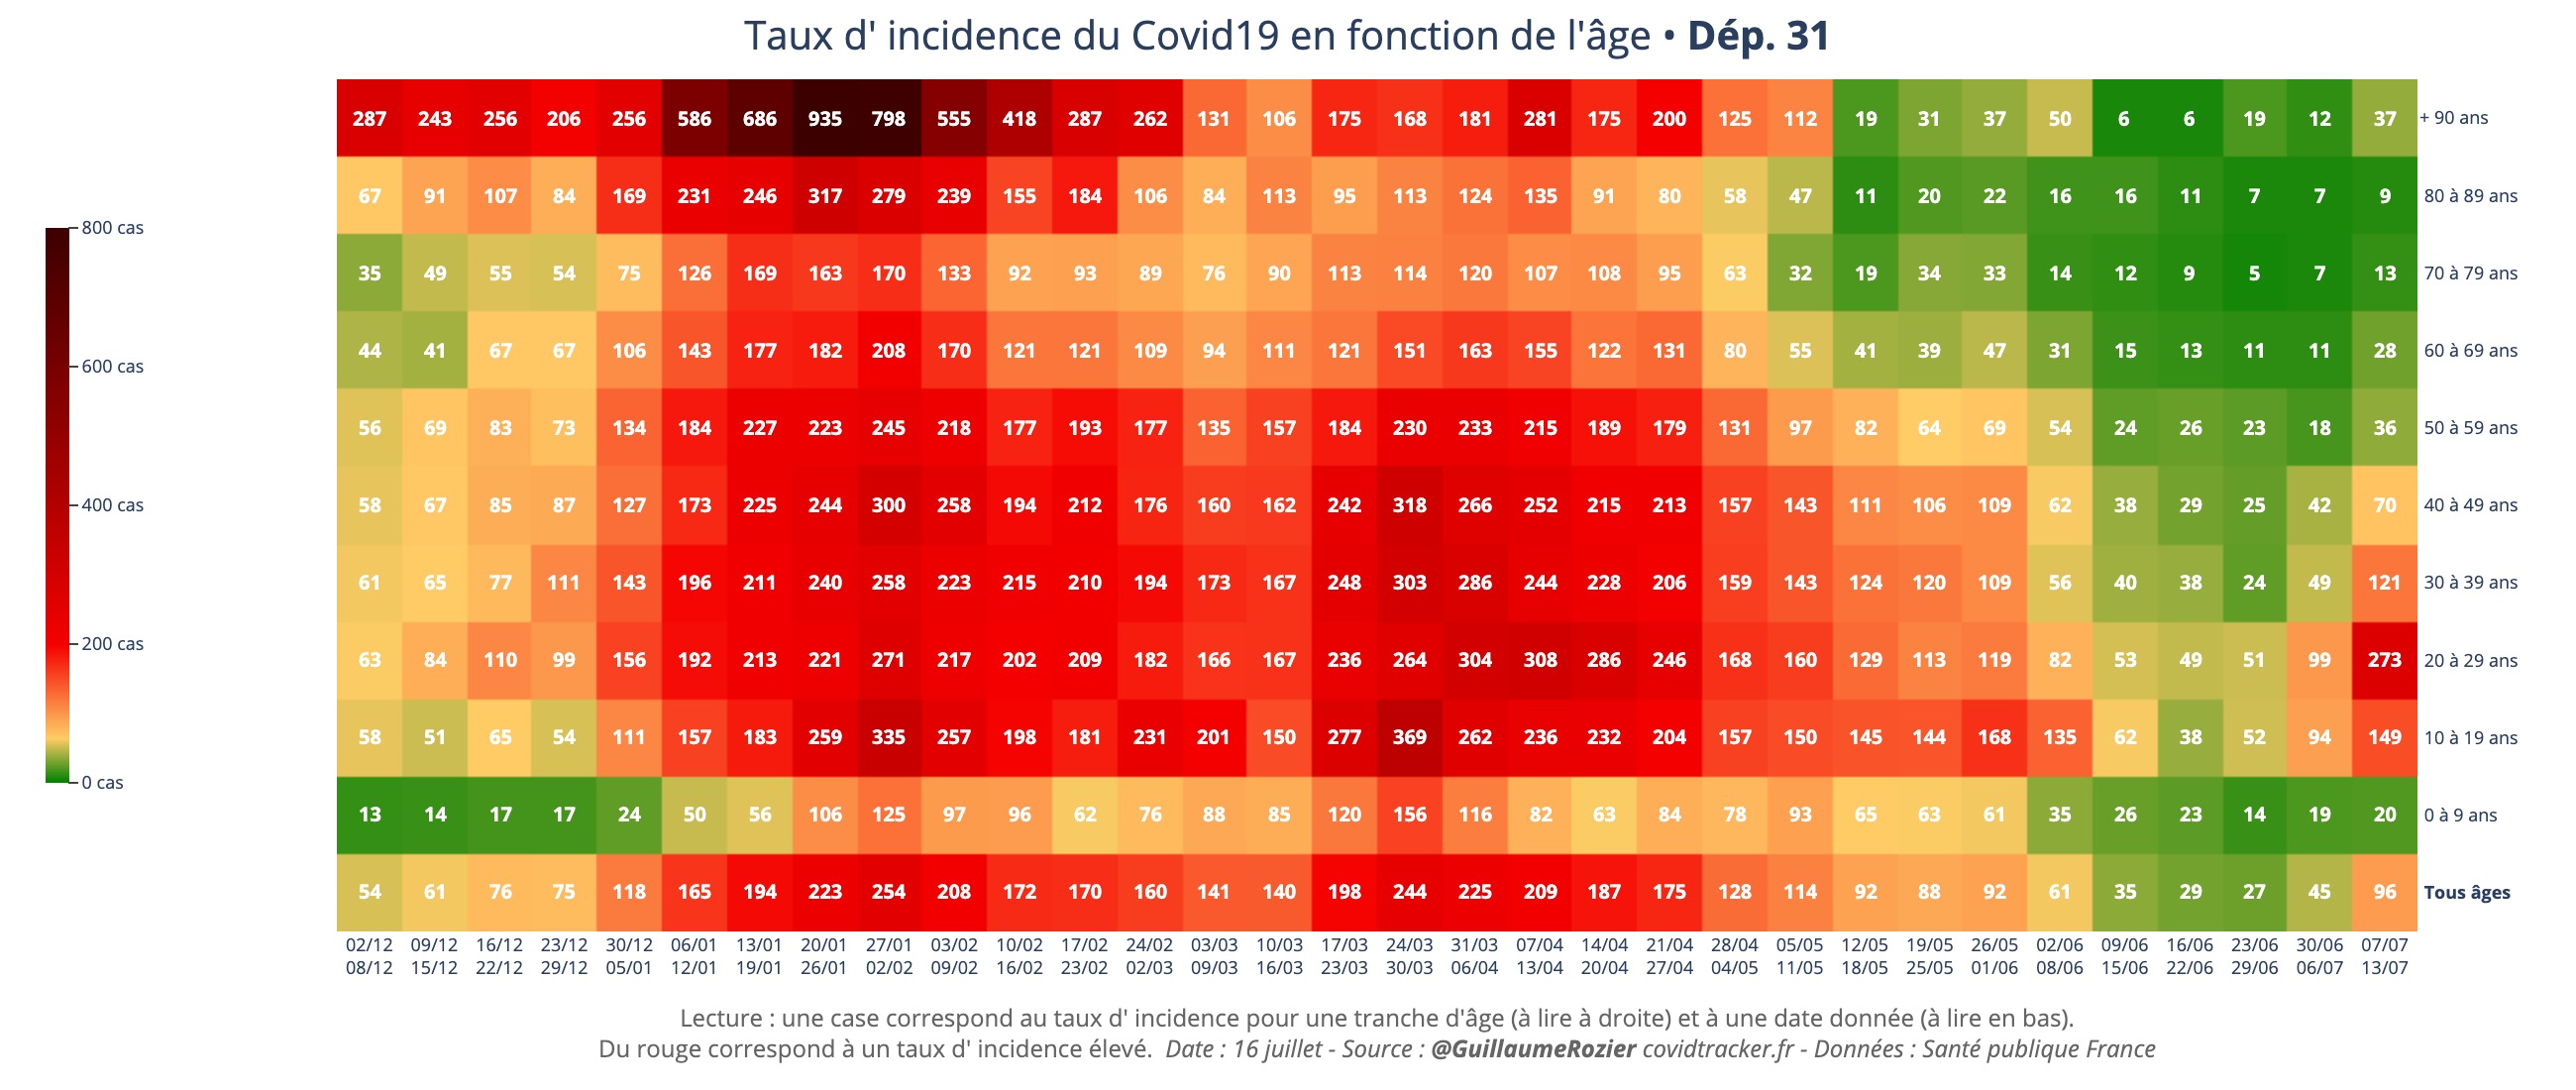 Taux d' incidence du Covid19 en fonction de l'âge • Dép. 31
287 243 256 206 256 586 686 935 798 555 418 287 262 131 106 175 168 181 281 175 200 125 112 19 31 37 50 6 6 19 12 37 + 90 ans
67 91 107 84 169 231 246 317 279 239 155 184 106 84 113 95 113 124 135 91 80 58 47 11 20 22 16 16 11 7 7 9 80 à 89 ans
800 cas
35 49 55 54 75 126 169 163 170 133 92 93 89 76 90 113 114 120 107 108 95 63 32 19 34 33 14 12 9 5 7 13 70 à 79 ans
44 41 67 67 106 143 177 182 208 170 121 121 109 94 111 121 151 163 155 122 131 80 55 41 39 47 31 15 13 11 11 28 60 à 69 ans
600 cas
56 69 83 73 134 184 227 223 245 218 177 193 177 135 157 184 230 233 215 189 179 131 97 82 64 69 54 24 26 23 18 36 50 à 59 ans
400 cas
58 67 85 87 127 173 225 244 300 258 194 212 176 160 162 242 318 266 252 215 213 157 143 111 106 109 62 38 29 25 42 70 40 à 49 ans
61 65 77 111 143 196 211 240 258 223 215 210 194 173 167 248 303 286 244 228 206 159 143 124 120 109 56 40 38 24 49 121 30 à 39 ans
200 cas
63 84 110 99 156 192 213 221 271 217 202 209 182 166 167 236 264 304 308 286 246 168 160 129 113 119 82 53 49 51 99 273 20 à 29 ans
58 51 65 54 111 157 183 259 335 257 198 181 231 201 150 277 369 262 236 232 204 157 150 145 144 168 135 62 38 52 94 149 10 à 19 ans
0 cas
13 14 17 17 24 50 56 106 125 97 96 62 76 88 85 120 156 116 82 63 84 78 93 65 63 61 35 26 23 14 19 20 0 à 9 ans
54 61 76 75 118 165 194 223 254 208 172 170 160 141 140 198 244 225 209 187 175 128 114 92 88 92 61 35 29 27 45 96 Tous âges
02/12 09/12 16/12 23/12 30/12 06/01 13/01 20/01 27/01 03/02 10/02 17/02 24/02 03/03 10/03 17/03 24/03 31/03 07/04 14/04 21/04 28/04 05/05 12/05 19/05 26/05 02/06 09/06 16/06 23/06 30/06 07/07
08/12 15/12 22/12 29/12 05/01 12/01 19/01 26/01 02/02 09/02 16/02 23/02 02/03 09/03 16/03 23/03 30/03 06/04 13/04 20/04 27/04 04/05 11/05 18/05 25/05 01/06 08/06 15/06 22/06 29/06 06/07 13/07
Lecture : une case correspond au taux d' incidence pour une tranche d'âge (à lire à droite) et à une date donnée (à lire en bas).
Du rouge correspond à un taux d' incidence élevé. Date : 16 juillet - Source : @GuillaumeRozier covidtracker.fr - Données : Santé publique France